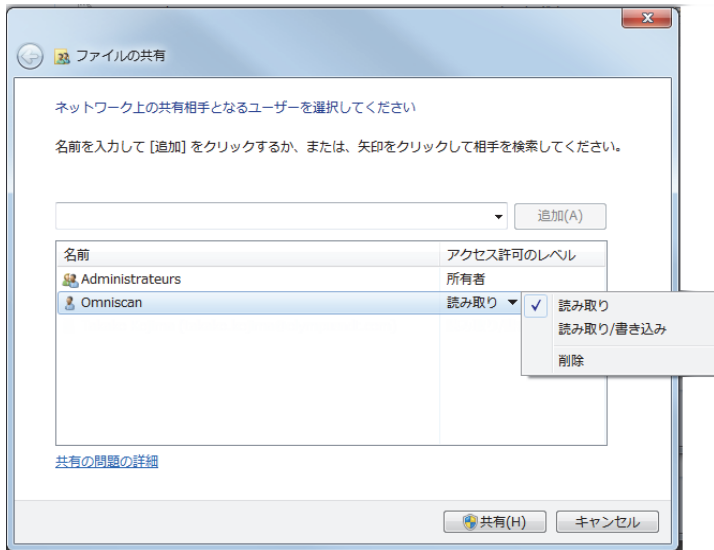 ファイルの共有
ネットワーク上の共有相手となるユーザーを選択してください
名前を入力して [追加] をクリックするか、または、矢印をクリックして相手を検索してください。
追加(A)
名前 アクセス許可のレベル
Administrateurs 所有者
Omniscan 読み取り
読み取り
読み取り/書き込み
削除
共有の問題の詳細
共有(H) キャンセル